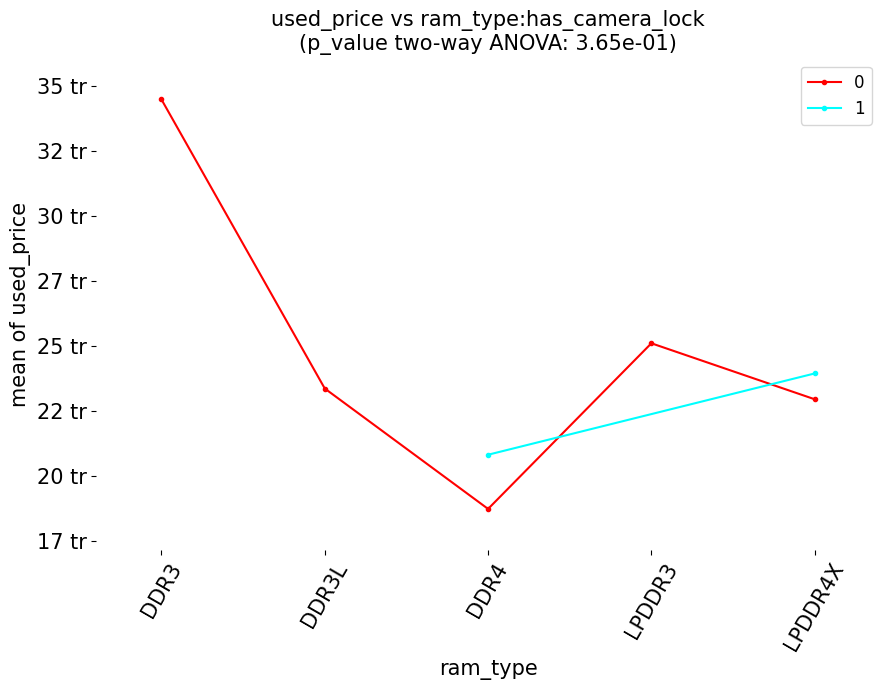 used_price vs ram_type:has_camera_lock
(p_value two-way ANOVA: 3.65e-01)
0
1
35 tr
32 tr
30 tr
27 tr
25 tr
22 tr
20 tr
17 tr
mean of used_price
DDR3
DDR3L
DDR4
LPDDR3
LPDDR4X
ram_type